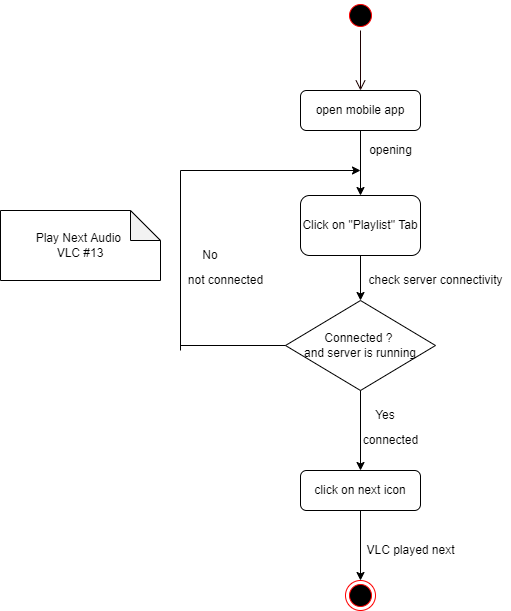 open mobile app
opening
Click on "Playlist" Tab
Play Next Audio
VLC #13
No
not connected
check server connectivity
Connected ?
and server is running
Yes
connected
click on next icon
VLC played next